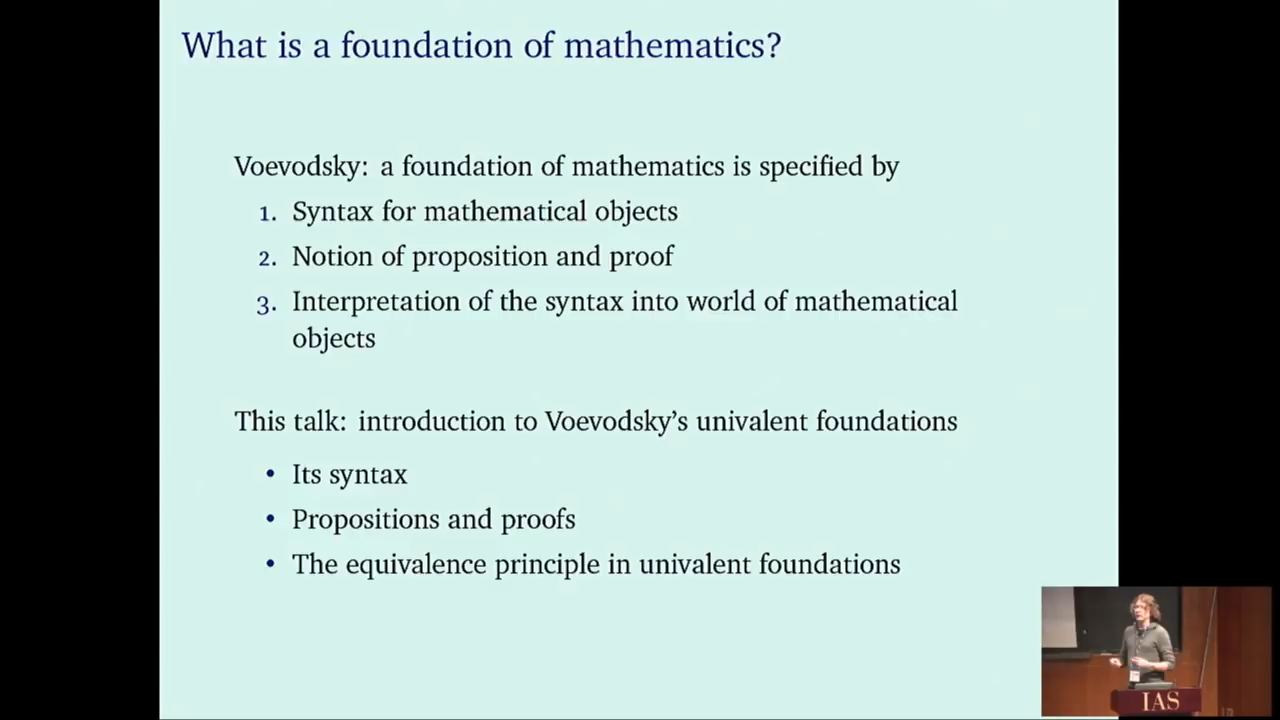 What is a foundation of mathematics?
Voevodsky: a foundation of mathematics is specified by
1. Syntax for mathematical objects
2. Notion of proposition and proof
3. Interpretation of the syntax into world of mathematical
objects
This talk: introduction to Voevodsky's univalent foundations
• Its syntax
• Propositions and proofs
• The equivalence principle in univalent foundations
IAS